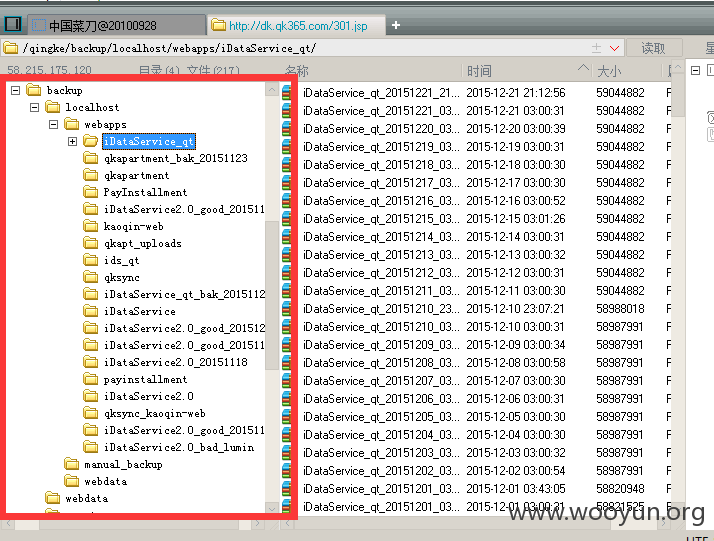 中国菜刀@20100928
http://dk.qk365.com/301.jsp
/qingke/backup/localhost/webapps/iDataService_qt/
读取
58.215.175.120 目录(4) 文件(217) 名称 时间 大小
backup
localhost
webapps
iDataService_qt
qkapartment_bak_20151123
qkapartment
PayInstallment
iDataService2.0_good_201511
kaoqin-web
qkapt_uploads
ids_qt
qksync
iDataService_qt_bak_2015112
iDataService
iDataService2.0_good_201512
iDataService2.0_good_201511
iDataService2.0_20151118
payinstallment
iDataService2.0
qksync_kaoqin-web
iDataService2.0_good_201511
iDataService2.0_bad_lumin
manual_backup
webdata
webdata
iDataService_qt_20151221_21... 2015-12-21 21:12:56 59044882
iDataService_qt_20151221_03... 2015-12-21 03:00:31 59044882
iDataService_qt_20151220_03... 2015-12-20 03:00:39 59044882
iDataService_qt_20151219_03... 2015-12-19 03:00:31 59044882
iDataService_qt_20151218_03... 2015-12-18 03:00:30 59044882
iDataService_qt_20151217_03... 2015-12-17 03:00:30 59044882
iDataService_qt_20151216_03... 2015-12-16 03:00:52 59044882
iDataService_qt_20151215_03... 2015-12-15 03:01:26 59044882
iDataService_qt_20151214_03... 2015-12-14 03:00:31 59044882
iDataService_qt_20151213_03... 2015-12-13 03:00:32 59044882
iDataService_qt_20151212_03... 2015-12-12 03:00:31 59044882
iDataService_qt_20151211_03... 2015-12-11 03:00:30 59044882
iDataService_qt_20151210_23... 2015-12-10 23:07:21 58988018
iDataService_qt_20151210_03... 2015-12-10 03:00:31 58987991
iDataService_qt_20151209_03... 2015-12-09 03:00:34 58987991
iDataService_qt_20151208_03... 2015-12-08 03:00:58 58987991
iDataService_qt_20151207_03... 2015-12-07 03:00:30 58987991
iDataService_qt_20151206_03... 2015-12-06 03:00:31 58987991
iDataService_qt_20151205_03... 2015-12-05 03:00:30 58987991
iDataService_qt_20151204_03... 2015-12-04 03:00:30 58987991
iDataService_qt_20151203_03... 2015-12-03 03:00:32 58987991
iDataService_qt_20151202_03... 2015-12-02 03:00:54 58987991
iDataService_qt_20151201_03... 2015-12-01 03:43:05 58820948
iDataService_qt_20151201_03... 2015-12-01 03:00:31 58821525
www.wooyun.org